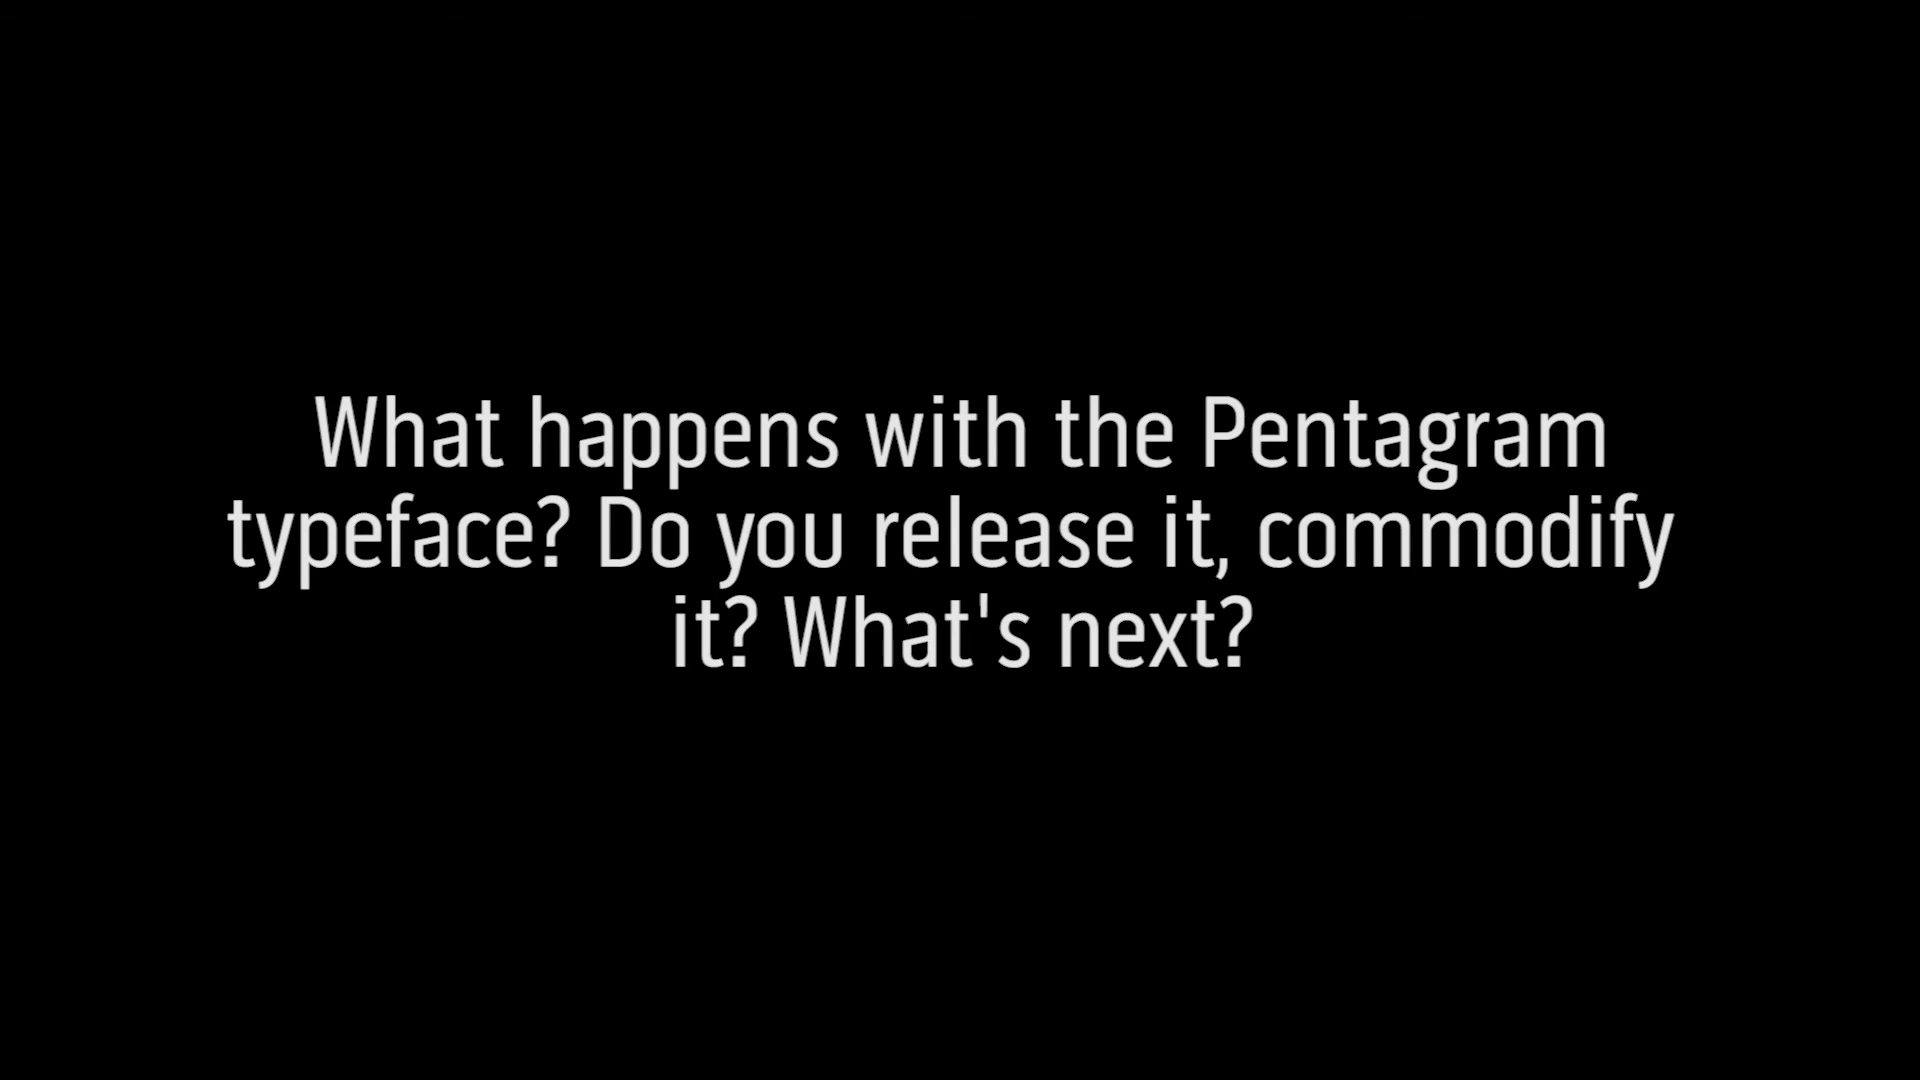 What happens with the Pentagram
typeface? Do you release it, commodify
it? What's next?